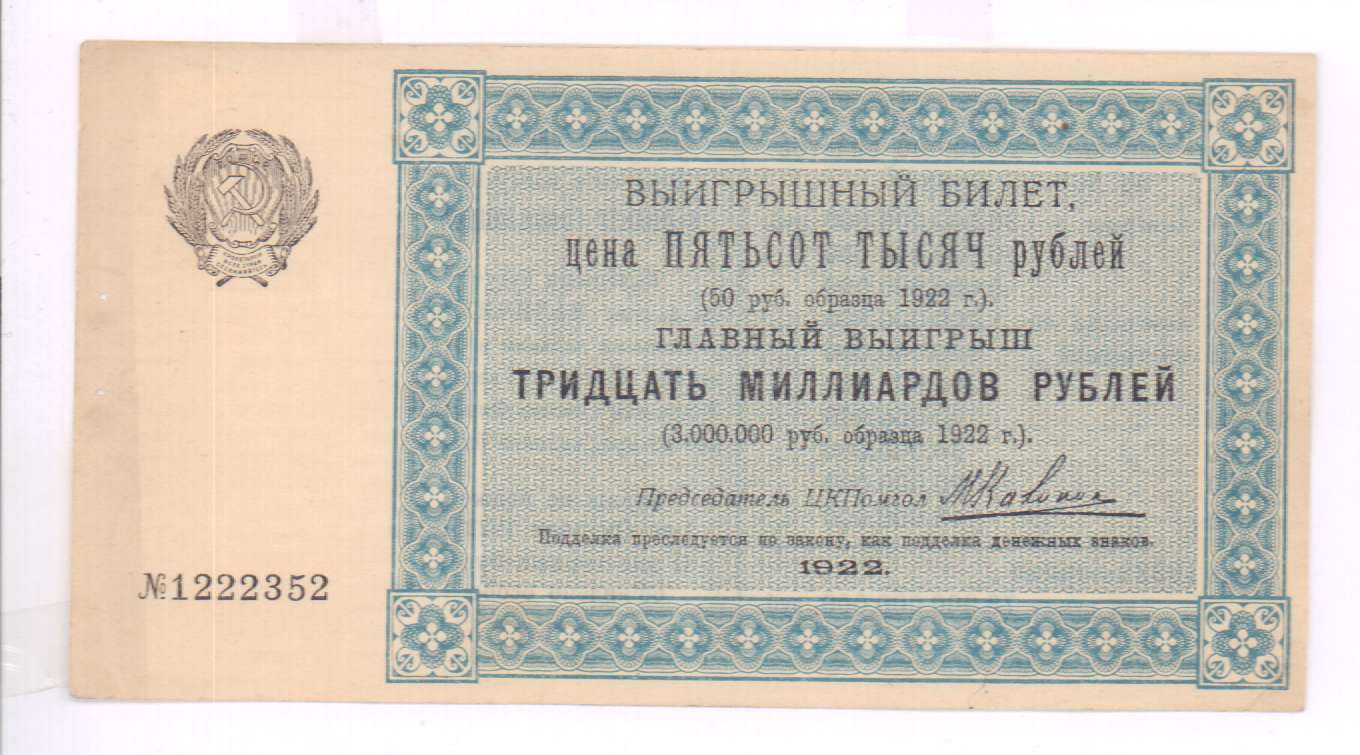 ВЫИГРЫШНЫЙ БИЛЕТ,
цена ПЯТЬСОТ ТЫСЯЧ рублей
(50 руб. образца 1922 г.).
ГЛАВНЫЙ ВЫИГРЫШ
ТРИДЦАТЬ МИЛЛИАРДОВ РУБЛЕЙ
(3.000.000 руб. образца 1922 г.).
Председатель ЦКПомгол
Подделка преследуется по закону, как подделка денежных знаков.
1922.
№1222352